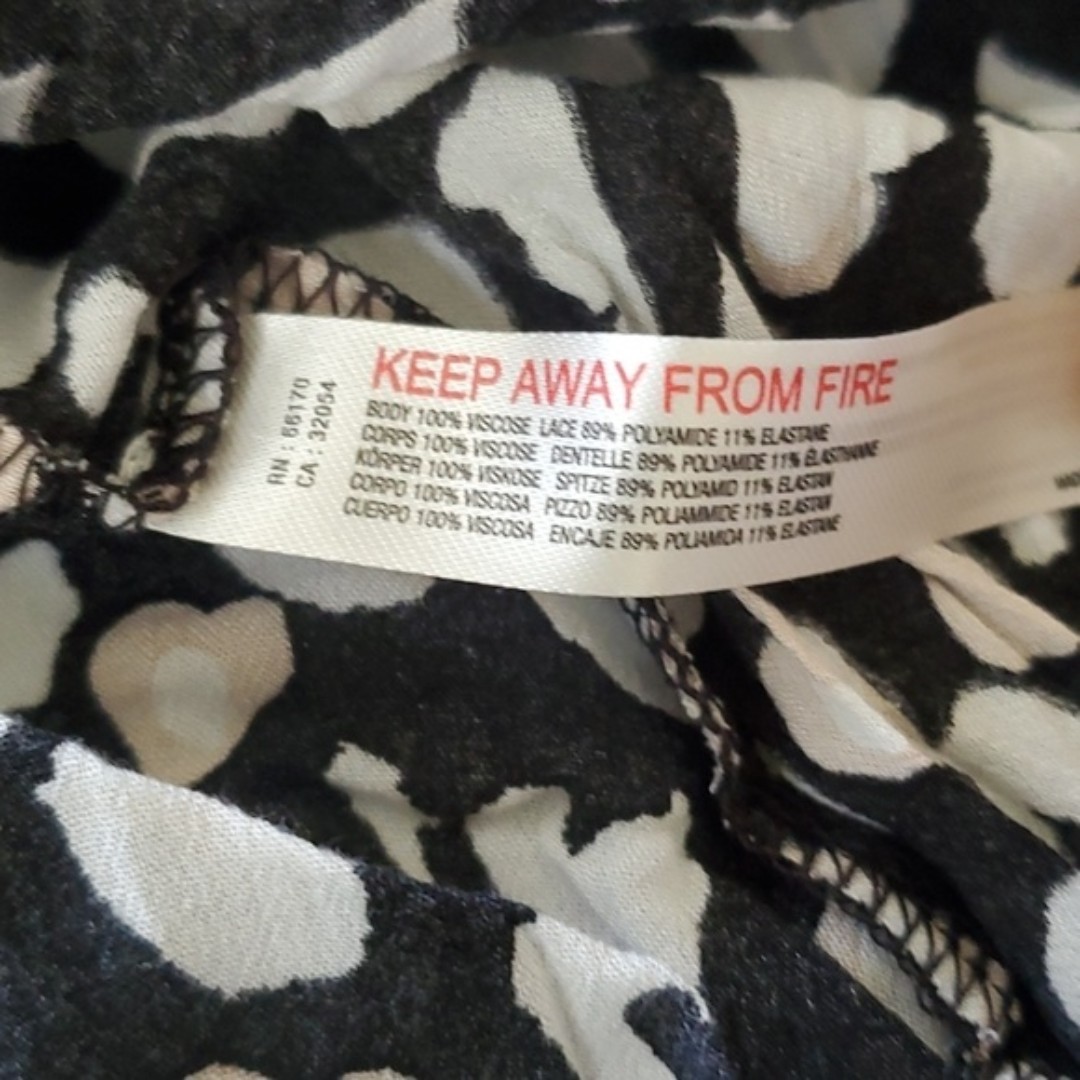 RN : 66170
CA : 32054
KEEP AWAY FROM FIRE
BODY 100% VISCOSE LACE 89% POLYAMIDE 11% ELASTANE
CORPS 100% VISCOSE DENTELLE 89% POLYAMIDE 11% ÉLASTHANNE
KÖRPER 100% VISKOSE SPITZE 89% POLYAMID 11% ELASTAN
CORPO 100% VISCOSA PIZZO 89% POLIAMMIDE 11% ELASTAN
CUERPO 100% VISCOSA ENCAJE 89% POLIAMIDA 11% ELASTANE